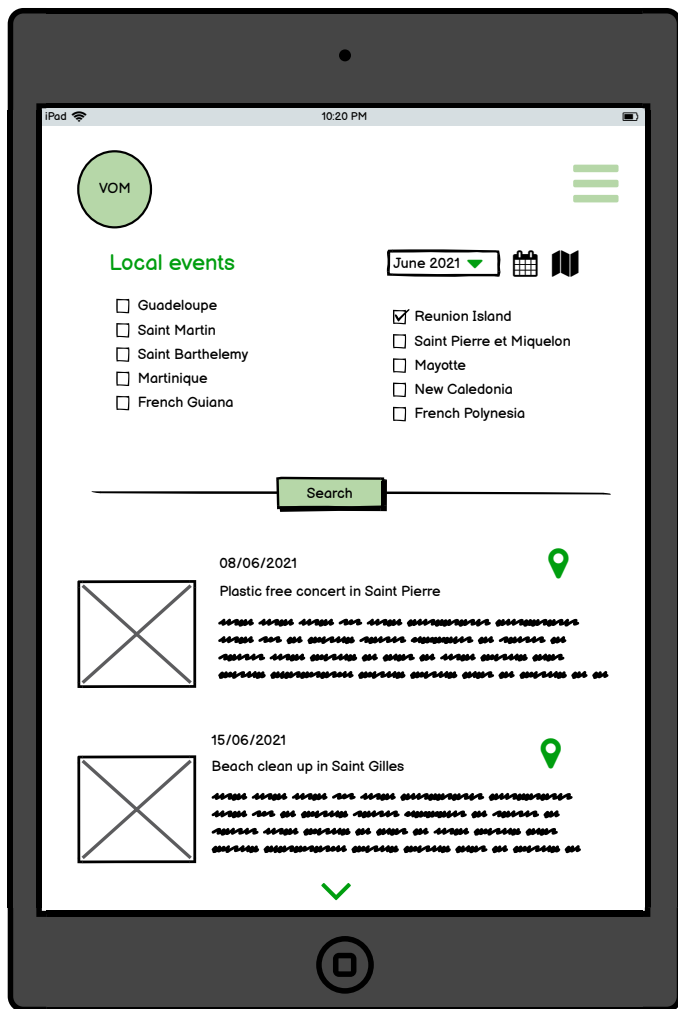 iPad 10:20 PM
VOM
Local events
June 2021
Guadeloupe
Saint Martin
Saint Barthelemy
Martinique
French Guiana
Reunion Island
Saint Pierre et Miquelon
Mayotte
New Caledonia
French Polynesia
Search
08/06/2021
Plastic free concert in Saint Pierre
15/06/2021
Beach clean up in Saint Gilles